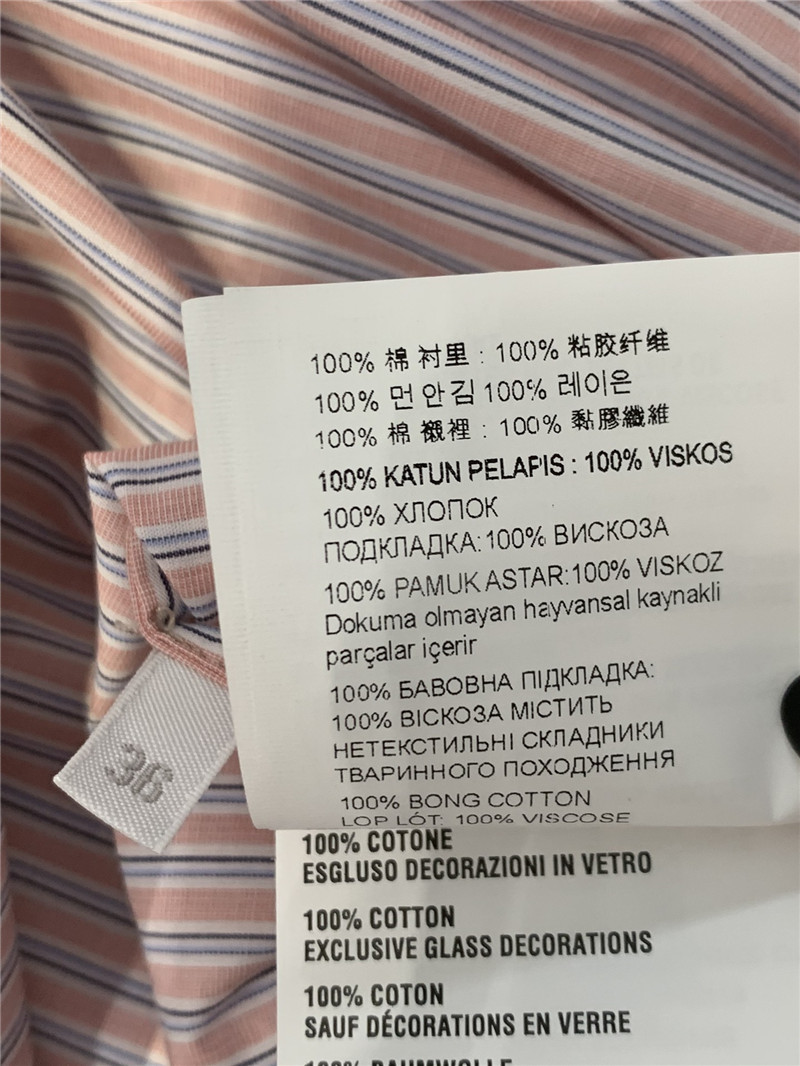 100% 棉 衬里 : 100% 粘胶纤维
100% 먼 안김 100% 레이온
100% 棉 襯裡 : 100% 黏膠纖維
100% KATUN PELAPIS : 100% VISKOS
100% ХЛОПОК
ПОДКЛАДКА:100% ВИСКОЗА
100% PAMUK ASTAR:100% VISKOZ
Dokuma olmayan hayvansal kaynakli
parçalar içerir
100% БАВОВНА ПІДКЛАДКА:
100% ВІСКОЗА МІСТИТЬ
НЕТЕКСТИЛЬНІ СКЛАДНИКИ
ТВАРИННОГО ПОХОДЖЕННЯ
100% BONG COTTON
LOP LÓT: 100% VISCOSE
36
100% COTONE
ESGLUSO DECORAZIONI IN VETRO
100% COTTON
EXCLUSIVE GLASS DECORATIONS
100% COTON
SAUF DÉCORATIONS EN VERRE
100% BAUMWOLLE